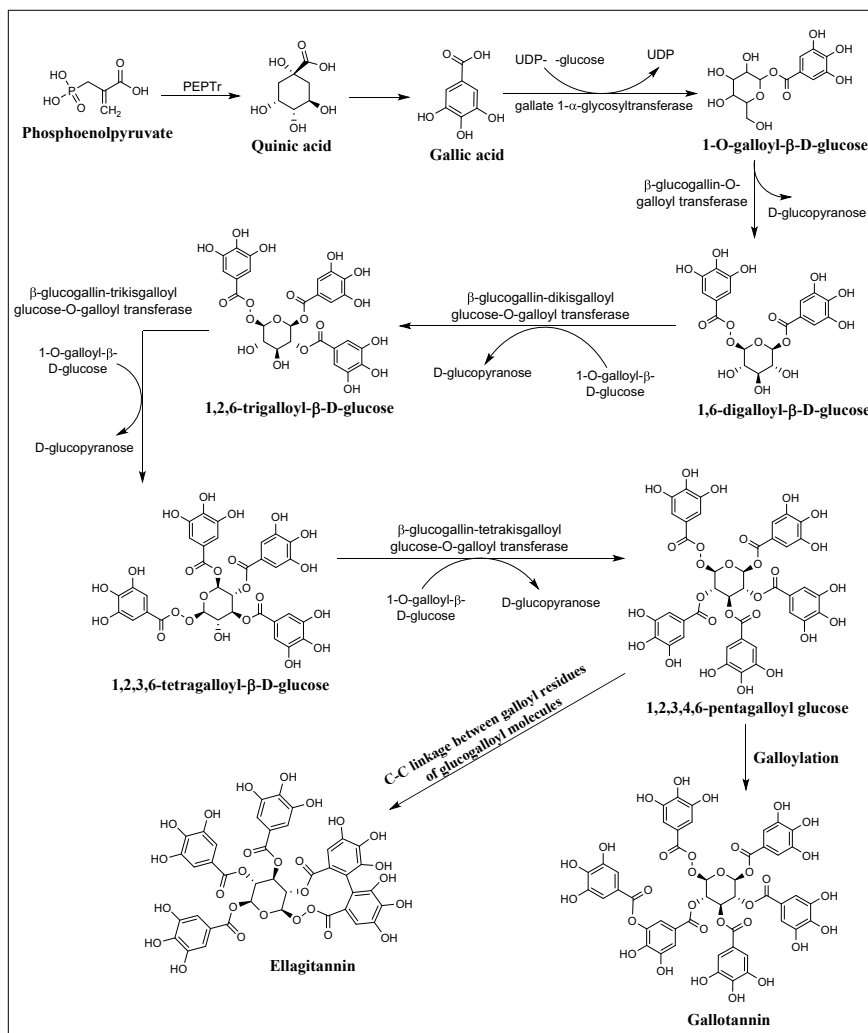 PEPTr
Phosphoenolpyruvate
Quinic acid
Gallic acid
UDP- -glucose
UDP
gallate 1-α-glycosyltransferase
1-O-galloyl-β-D-glucose
β-glucogallin-O-
galloyl transferase
D-glucopyranose
1,6-digalloyl-β-D-glucose
β-glucogallin-dikisgalloyl
glucose-O-galloyl transferase
D-glucopyranose
1-O-galloyl-β-
D-glucose
1,2,6-trigalloyl-β-D-glucose
β-glucogallin-trikisgalloyl
glucose-O-galloyl transferase
1-O-galloyl-β-
D-glucose
D-glucopyranose
1,2,3,6-tetragalloyl-β-D-glucose
β-glucogallin-tetrakisgalloyl
glucose-O-galloyl transferase
1-O-galloyl-β-
D-glucose
D-glucopyranose
1,2,3,4,6-pentagalloyl glucose
C-C linkage between galloyl residues
of glucogalloyl molecules
Galloylation
Ellagitannin
Gallotannin